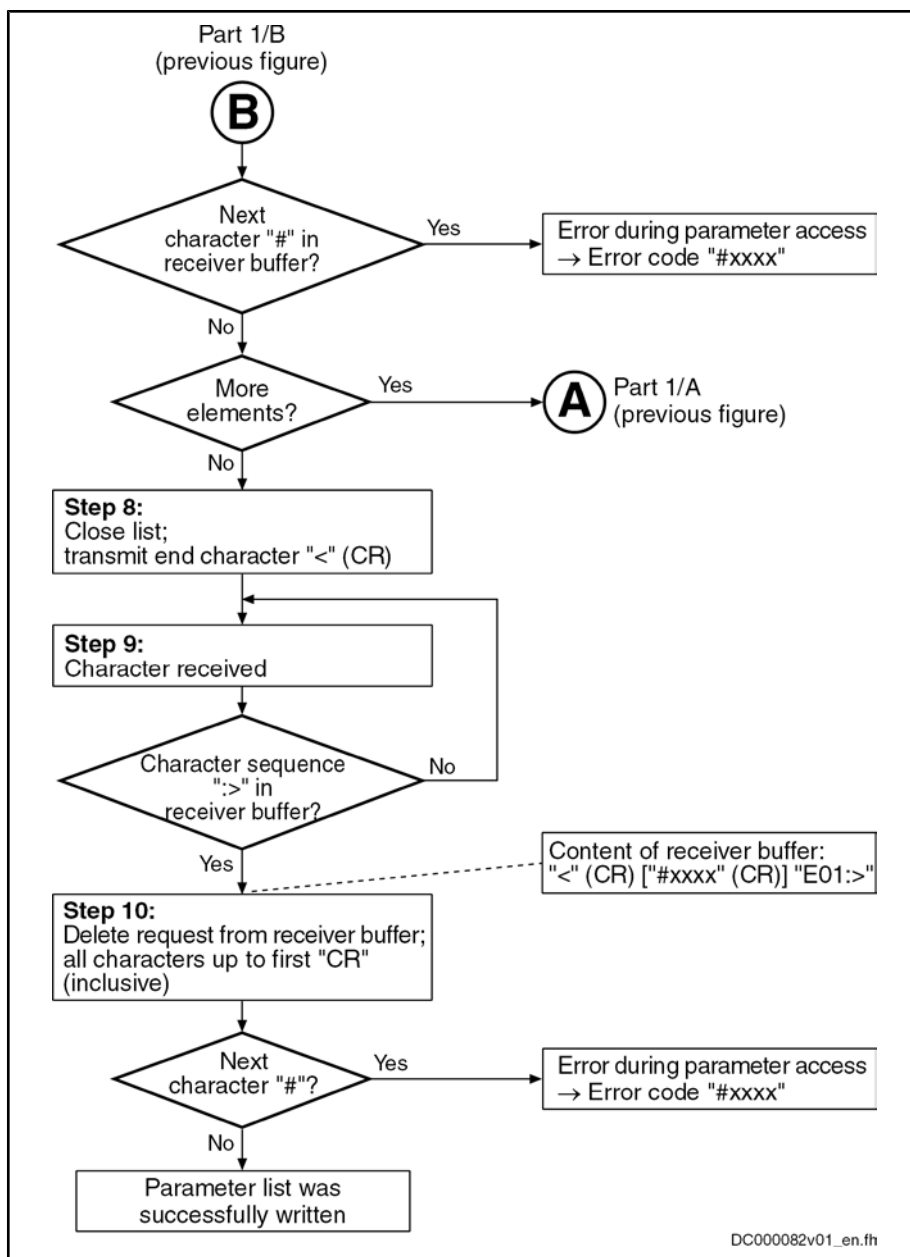 Part 1/B
(previous figure)
B
Next
character "#" in
receiver buffer?
Yes
Error during parameter access
→ Error code "#xxxx"
No
More
elements?
Yes
A
Part 1/A
(previous figure)
No
Step 8:
Close list;
transmit end character "<" (CR)
Step 9:
Character received
Character sequence
":>" in
receiver buffer?
No
Yes
Content of receiver buffer:
"<" (CR) ["#xxxx" (CR)] "E01:>"
Step 10:
Delete request from receiver buffer;
all characters up to first "CR"
(inclusive)
Next
character "#"?
Yes
Error during parameter access
→ Error code "#xxxx"
No
Parameter list was
successfully written
DC000082v01_en.fh